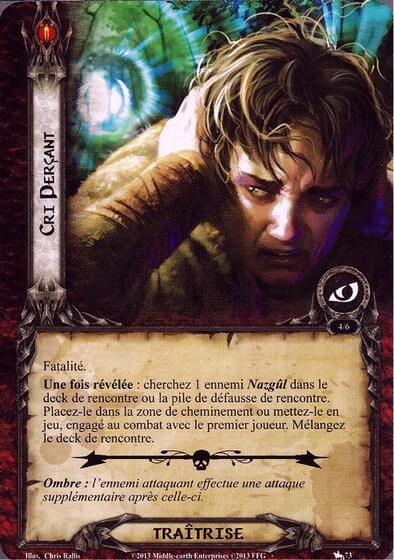 CRI PERÇANT
4/6
Fatalité.
Une fois révélée : cherchez 1 ennemi Nazgûl dans le
deck de rencontre ou la pile de défausse de rencontre.
Placez-le dans la zone de cheminement ou mettez-le en
jeu, engagé au combat avec le premier joueur. Mélangez
le deck de rencontre.
Ombre : l'ennemi attaquant effectue une attaque
supplémentaire après celle-ci.
TRAÎTRISE
Illus. Chris Rallis ©2013 Middle-earth Enterprises ©2013 FFG 73